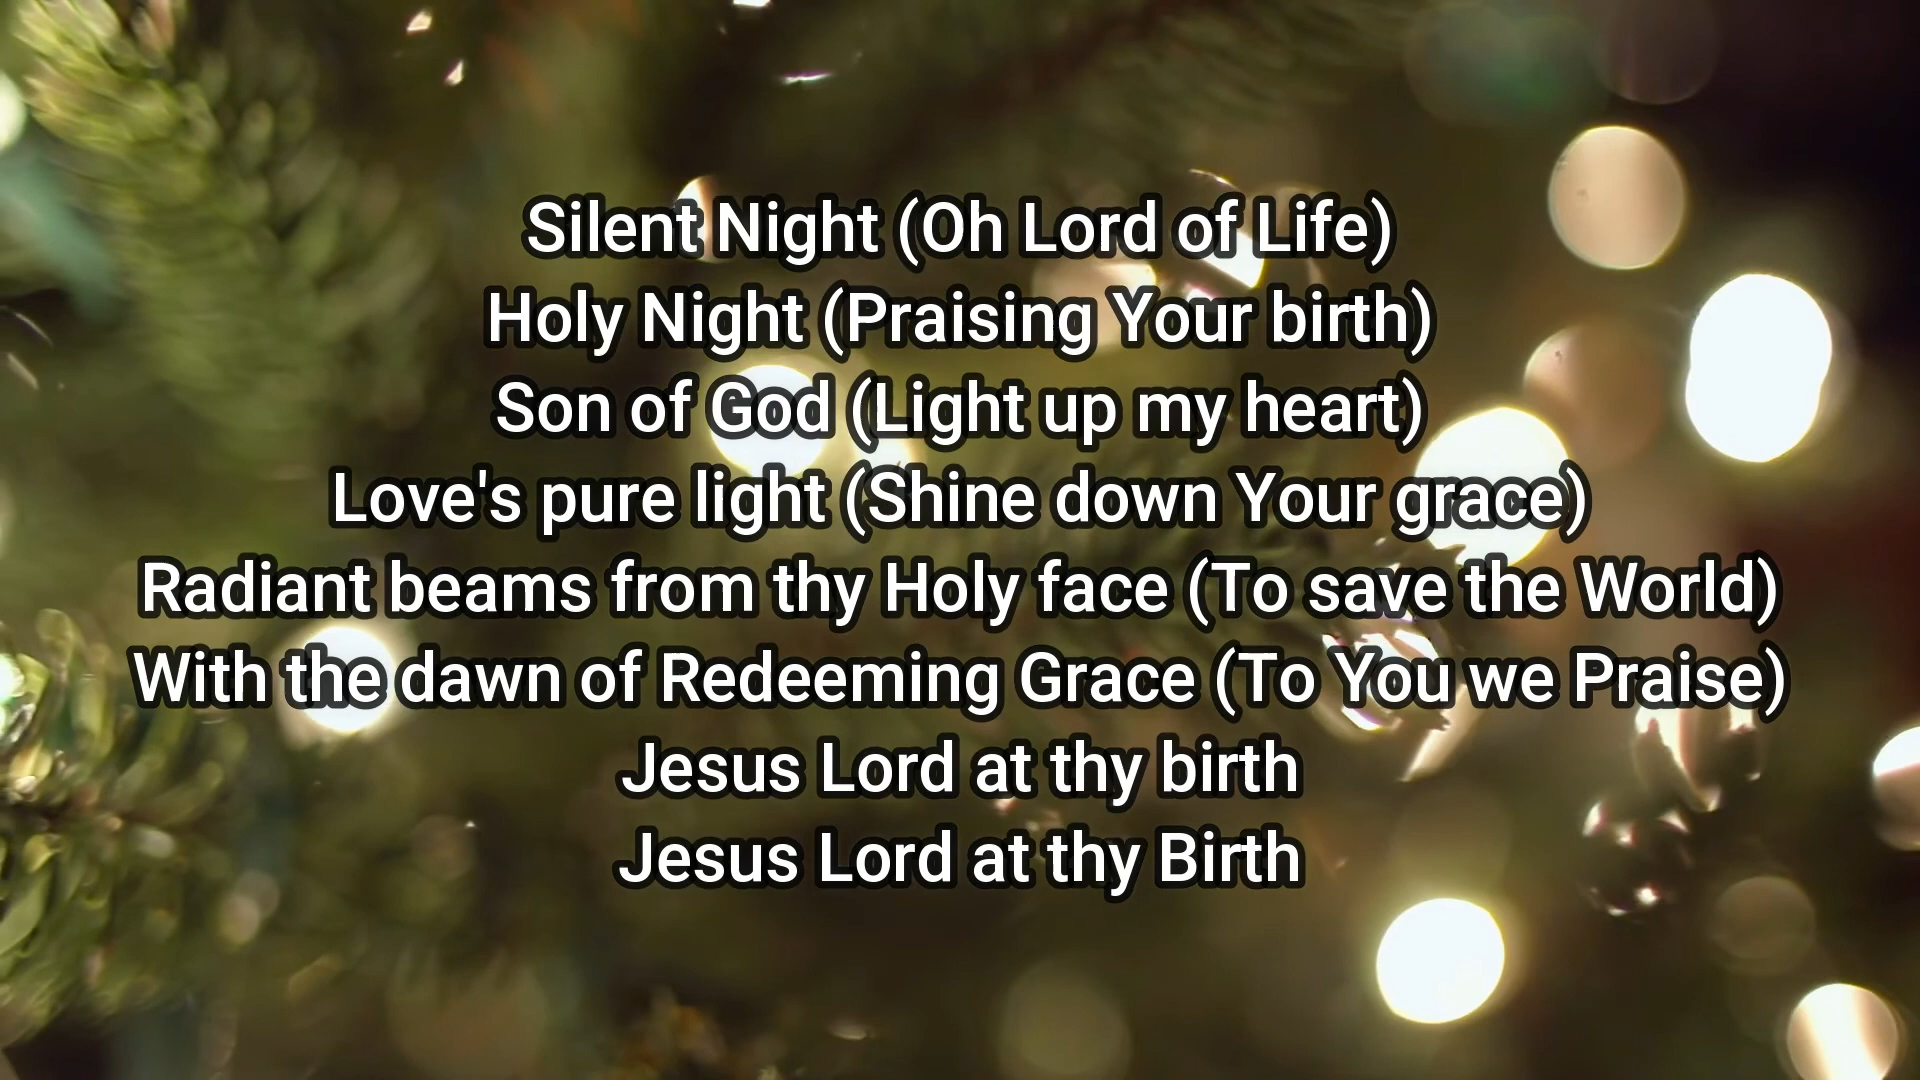 Silent Night (Oh Lord of Life)
Holy Night (Praising Your birth)
Son of God (Light up my heart)
Love's pure light (Shine down Your grace)
Radiant beams from thy Holy face (To save the World)
With the dawn of Redeeming Grace (To You we Praise)
Jesus Lord at thy birth
Jesus Lord at thy Birth